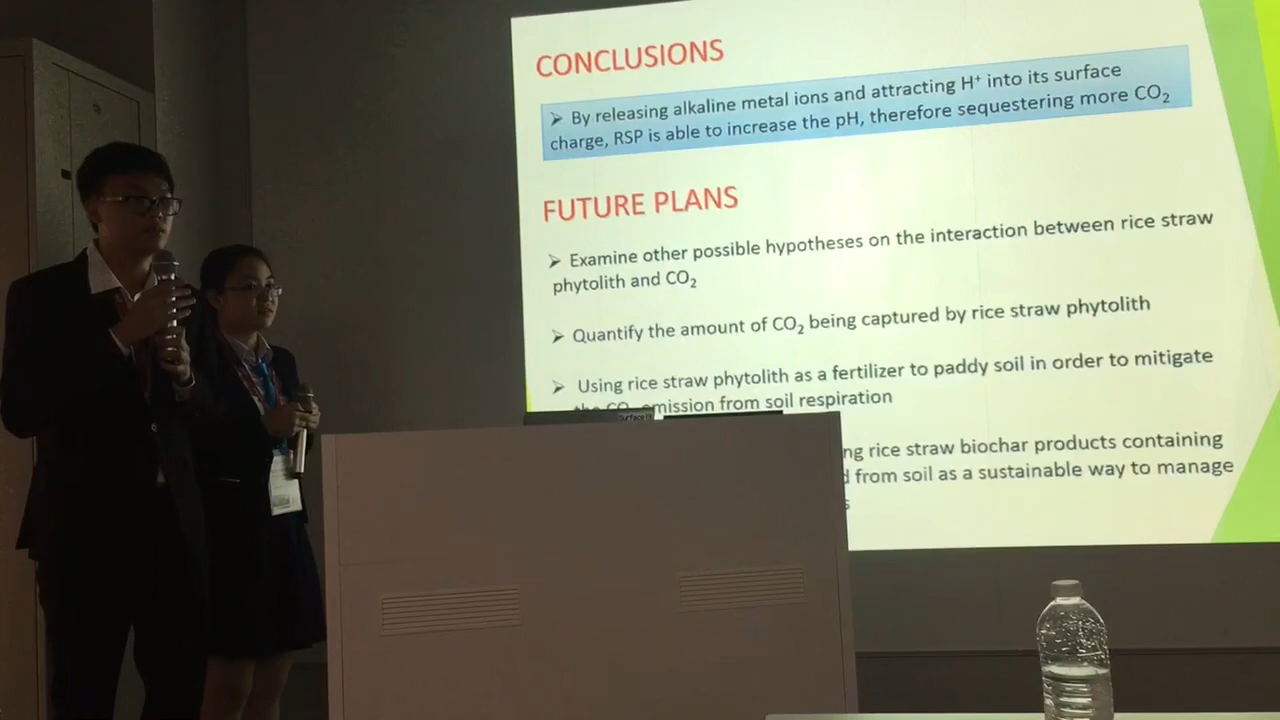 CONCLUSIONS
➢ By releasing alkaline metal ions and attracting H⁺ into its surface
charge, RSP is able to increase the pH, therefore sequestering more CO₂
FUTURE PLANS
➢ Examine other possible hypotheses on the interaction between rice straw
phytolith and CO₂
➢ Quantify the amount of CO₂ being captured by rice straw phytolith
➢ Using rice straw phytolith as a fertilizer to paddy soil in order to mitigate
the CO₂ emission from soil respiration
rice straw biochar products containing
from soil as a sustainable way to manage
Surface